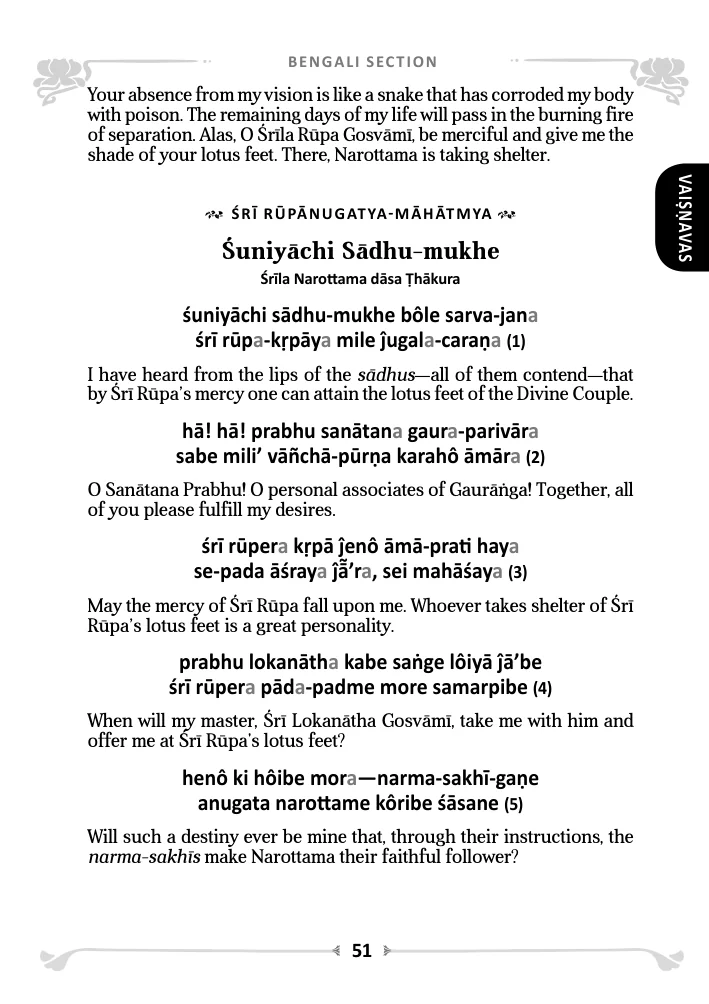 BENGALI SECTION
Your absence from my vision is like a snake that has corroded my body
with poison. The remaining days of my life will pass in the burning fire
of separation. Alas, O Śrīla Rūpa Gosvāmī, be merciful and give me the
shade of your lotus feet. There, Narottama is taking shelter.
VAIṢṆAVAS
ŚRĪ RŪPĀNUGATYA-MĀHĀTMYA
Śuniyāchi Sādhu-mukhe
Śrīla Narottama dāsa Ṭhākura
śuniyāchi sādhu-mukhe bôle sarva-jana
śrī rūpa-kṛpāya mile ĵugala-caraṇa (1)
I have heard from the lips of the sādhus—all of them contend—that
by Śrī Rūpa’s mercy one can attain the lotus feet of the Divine Couple.
hā! hā! prabhu sanātana gaura-parivāra
sabe mili’ vāñchā-pūrṇa karahô āmāra (2)
O Sanātana Prabhu! O personal associates of Gaurāṅga! Together, all
of you please fulfill my desires.
śrī rūpera kṛpā ĵenô āmā-prati haya
se-pada āśraya ĵā̃’ra, sei mahāśaya (3)
May the mercy of Śrī Rūpa fall upon me. Whoever takes shelter of Śrī
Rūpa’s lotus feet is a great personality.
prabhu lokanātha kabe saṅge lôiyā ĵā’be
śrī rūpera pāda-padme more samarpibe (4)
When will my master, Śrī Lokanātha Gosvāmī, take me with him and
offer me at Śrī Rūpa’s lotus feet?
henô ki hôibe mora—narma-sakhī-gaṇe
anugata narottame kôribe śāsane (5)
Will such a destiny ever be mine that, through their instructions, the
narma-sakhīs make Narottama their faithful follower?
51